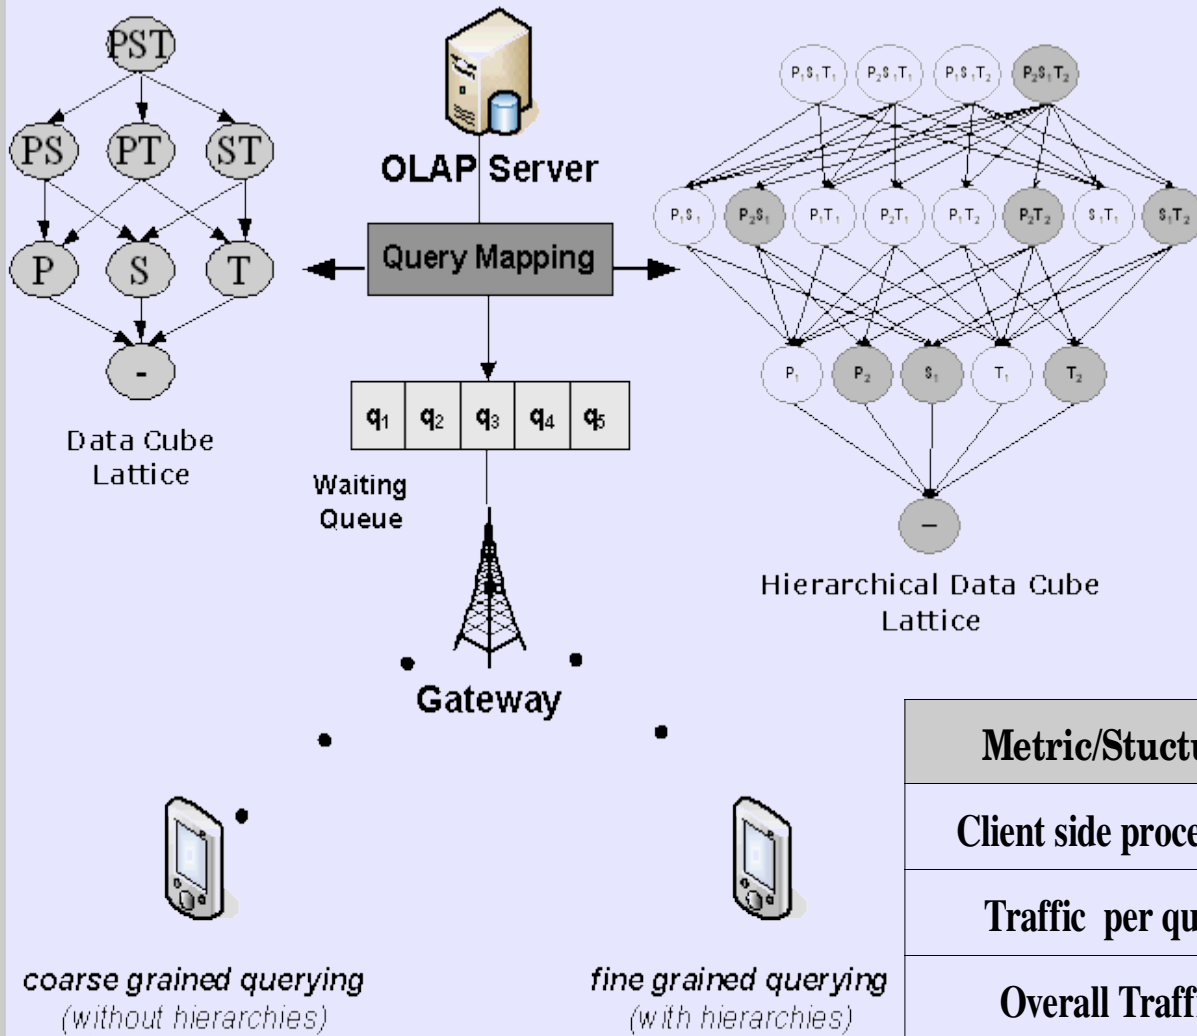 PST
PS PT ST
P S T
-
Data Cube
Lattice
OLAP Server
Query Mapping
q₁ q₂ q₃ q₄ q₅
Waiting
Queue
Gateway
P₁S₁T₁ P₂S₁T₁ P₁S₁T₂ P₂S₁T₂
P₁S₁ P₂S₁ P₁T₁ P₂T₁ P₁T₂ P₂T₂ S₁T₁ S₁T₂
P₁ P₂ S₁ T₁ T₂
–
Hierarchical Data Cube
Lattice
coarse grained querying
(without hierarchies)
fine grained querying
(with hierarchies)
Metric/Stuctu
Client side proce
Traffic per qu
Overall Traffi